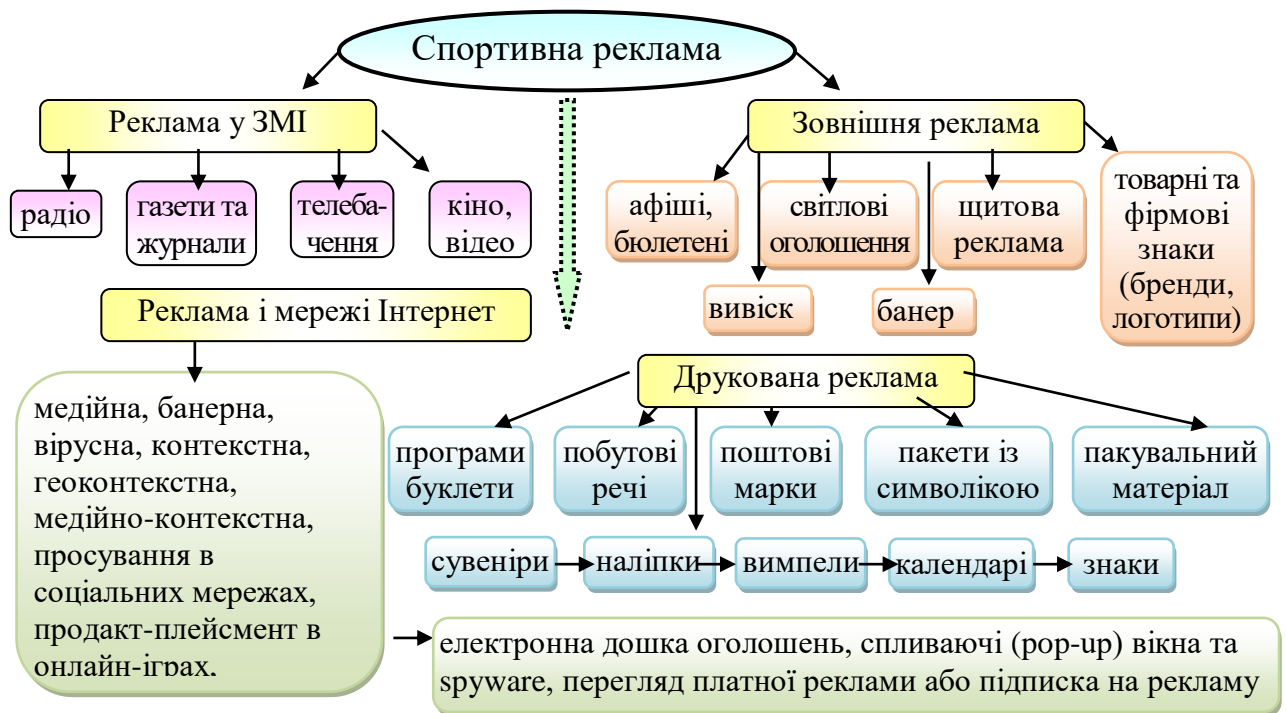 Спортивна реклама
Реклама у ЗМІ
радіо
газети та
журнали
телеба-
чення
кіно,
відео
Зовнішня реклама
афіші,
бюлетені
світлові
оголошення
щитова
реклама
товарні та
фірмові
знаки
(бренди,
логотипи)
вивіск
банер
Реклама і мережі Інтернет
медійна, банерна,
вірусна, контекстна,
геоконтекстна,
медійно-контекстна,
просування в
соціальних мережах,
продакт-плейсмент в
онлайн-іграх,
Друкована реклама
програми
буклети
побутові
речі
поштові
марки
пакети із
символікою
пакувальний
матеріал
сувеніри
наліпки
вимпели
календарі
знаки
електронна дошка оголошень, спливаючі (pop-up) вікна та
spyware, перегляд платної реклами або підписка на рекламу